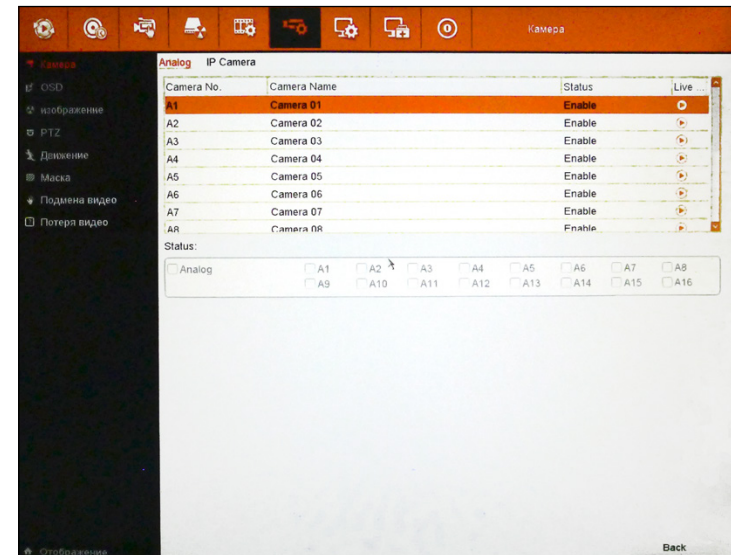 Камера
Камера
OSD
изображение
PTZ
Движение
Маска
Подмена видео
Потеря видео
Отображение
Analog IP Camera
Camera No. Camera Name Status Live ...
A1 Camera 01 Enable
A2 Camera 02 Enable
A3 Camera 03 Enable
A4 Camera 04 Enable
A5 Camera 05 Enable
A6 Camera 06 Enable
A7 Camera 07 Enable
A8 Camera 08 Enable
Status:
Analog A1 A2 A3 A4 A5 A6 A7 A8
A9 A10 A11 A12 A13 A14 A15 A16
Back